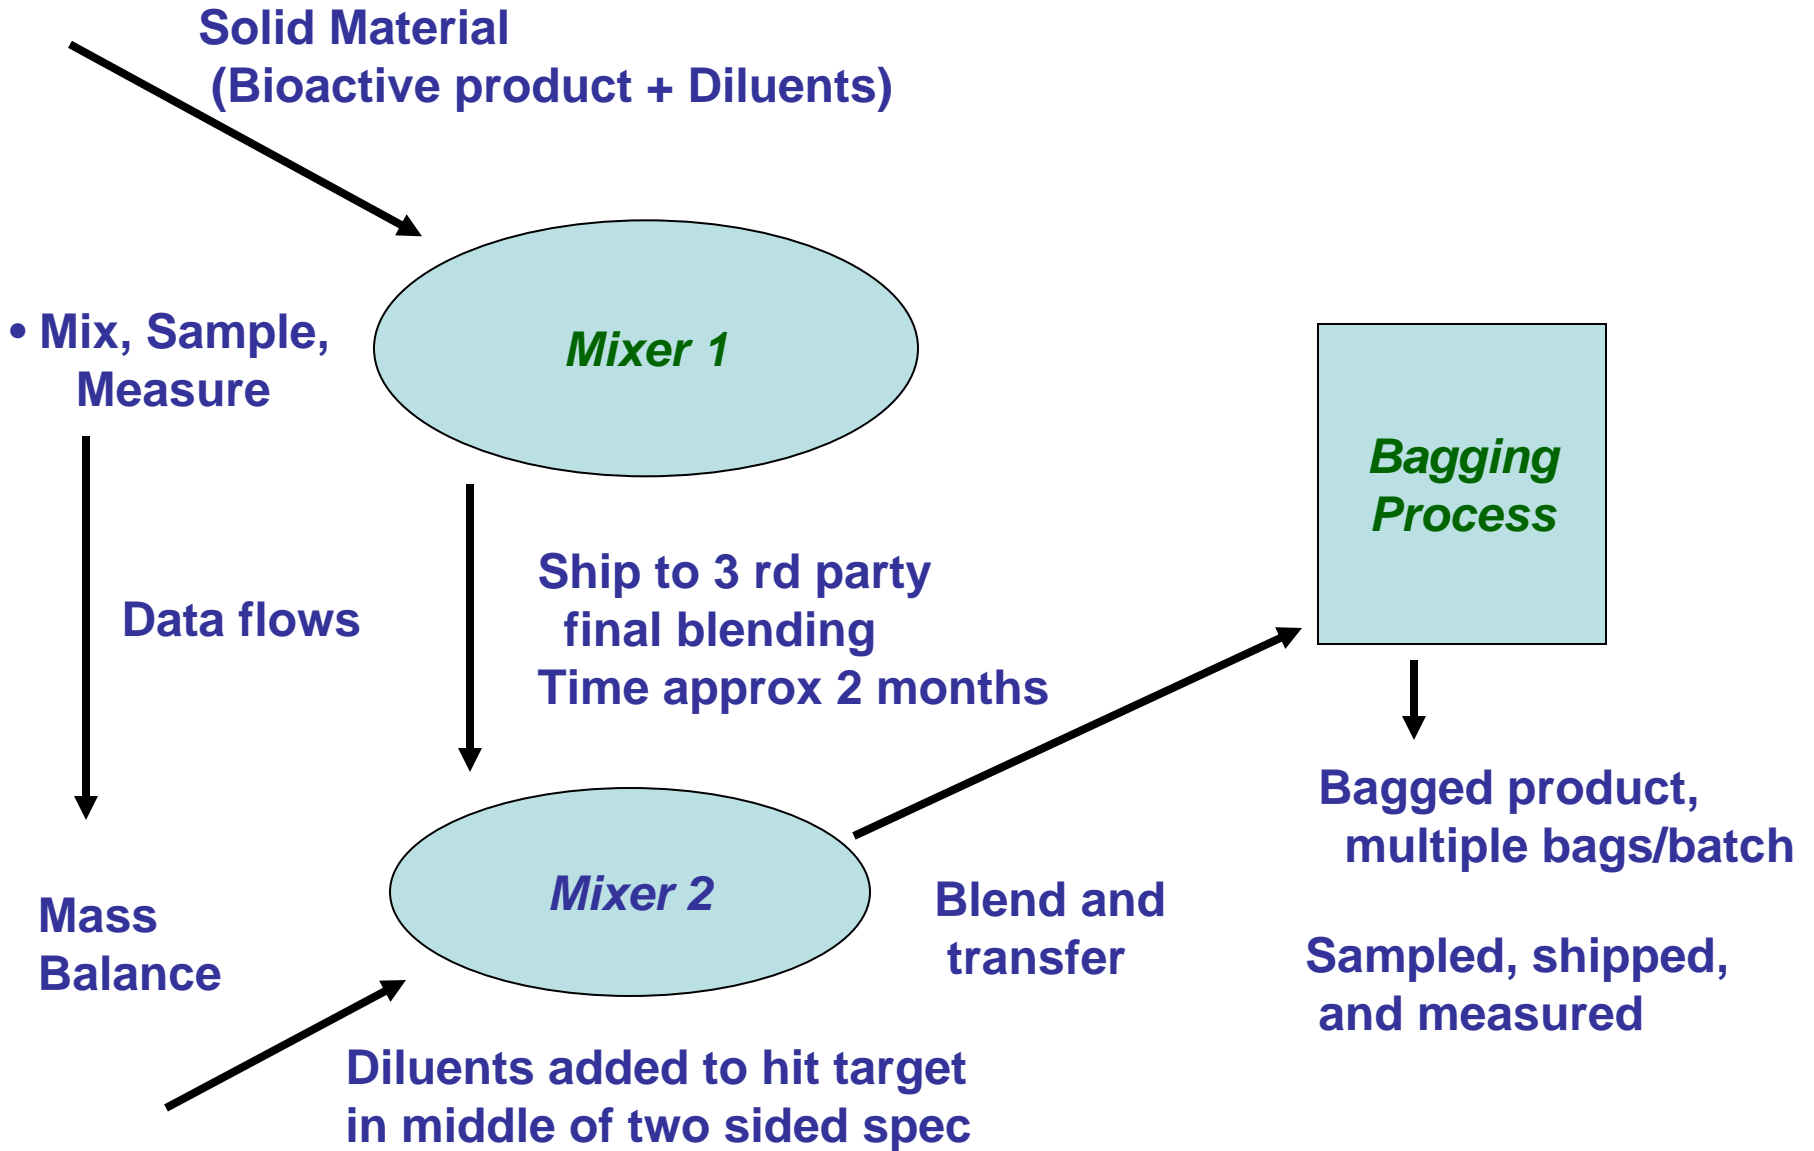 Solid Material
(Bioactive product + Diluents)
Mixer 1
• Mix, Sample,
Measure
Bagging
Process
Data flows
Ship to 3 rd party
final blending
Time approx 2 months
Mixer 2
Mass
Balance
Blend and
transfer
Bagged product,
multiple bags/batch
Sampled, shipped,
and measured
Diluents added to hit target
in middle of two sided spec